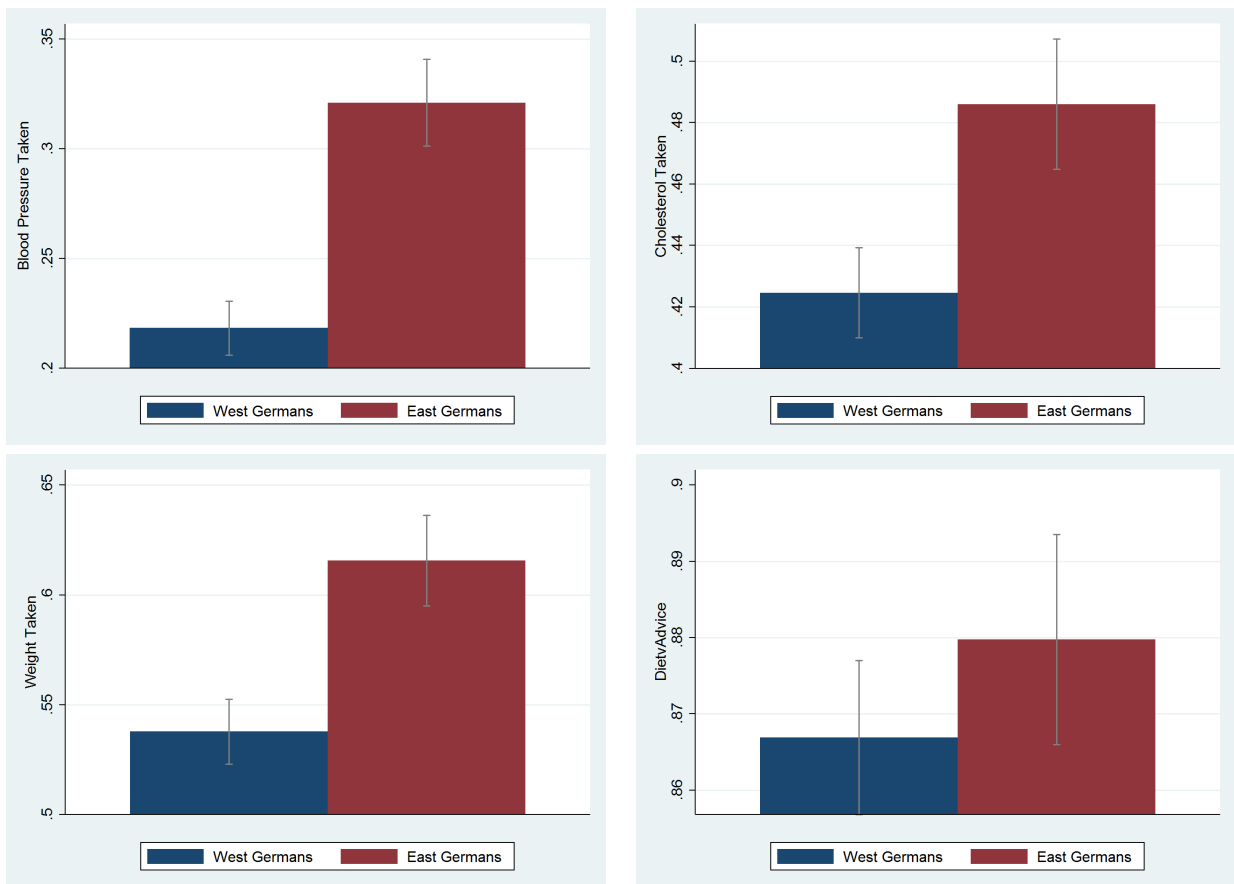 Blood Pressure Taken
.35
.3
.25
.2
West Germans East Germans
Cholesterol Taken
.5
.48
.46
.44
.42
.4
West Germans East Germans
Weight Taken
.65
.6
.55
.5
West Germans East Germans
DietvAdvice
.9
.89
.88
.87
.86
West Germans East Germans